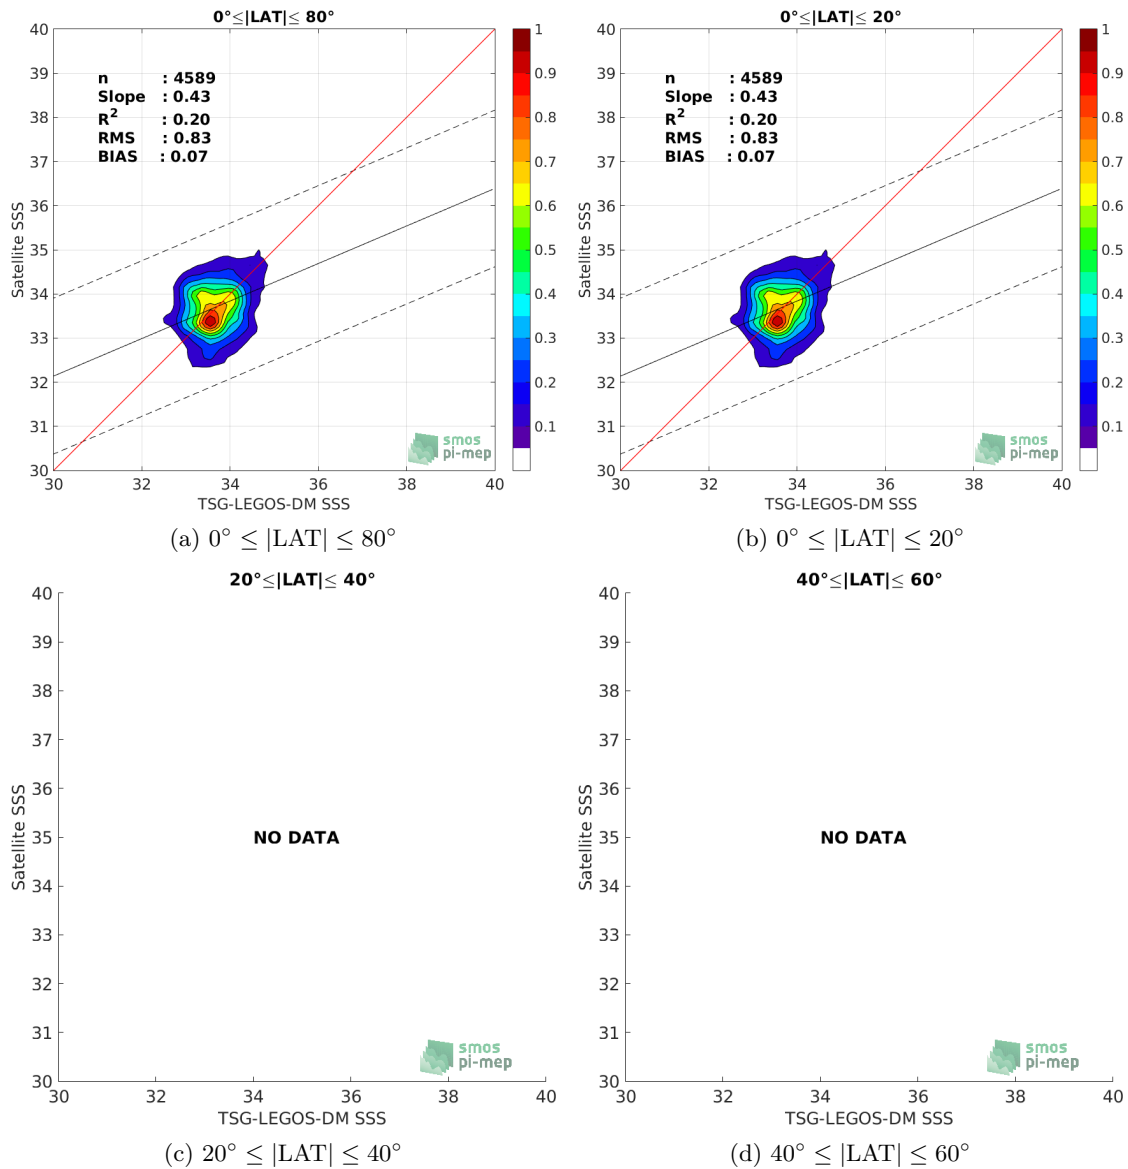 0°≤|LAT|≤ 80°
40
39
38
37
36
35
34
33
32
31
30
Satellite SSS
n : 4589
Slope : 0.43
R² : 0.20
RMS : 0.83
BIAS : 0.07
smos
pi-mep
30 32 34 36 38 40
TSG-LEGOS-DM SSS
1
0.9
0.8
0.7
0.6
0.5
0.4
0.3
0.2
0.1
(a) 0° ≤ |LAT| ≤ 80°
0°≤|LAT|≤ 20°
40
39
38
37
36
35
34
33
32
31
30
Satellite SSS
n : 4589
Slope : 0.43
R² : 0.20
RMS : 0.83
BIAS : 0.07
smos
pi-mep
30 32 34 36 38 40
TSG-LEGOS-DM SSS
1
0.9
0.8
0.7
0.6
0.5
0.4
0.3
0.2
0.1
(b) 0° ≤ |LAT| ≤ 20°
20°≤|LAT|≤ 40°
40
39
38
37
36
35
34
33
32
31
30
Satellite SSS
NO DATA
smos
pi-mep
30 32 34 36 38 40
TSG-LEGOS-DM SSS
(c) 20° ≤ |LAT| ≤ 40°
40°≤|LAT|≤ 60°
40
39
38
37
36
35
34
33
32
31
30
Satellite SSS
NO DATA
smos
pi-mep
30 32 34 36 38 40
TSG-LEGOS-DM SSS
(d) 40° ≤ |LAT| ≤ 60°